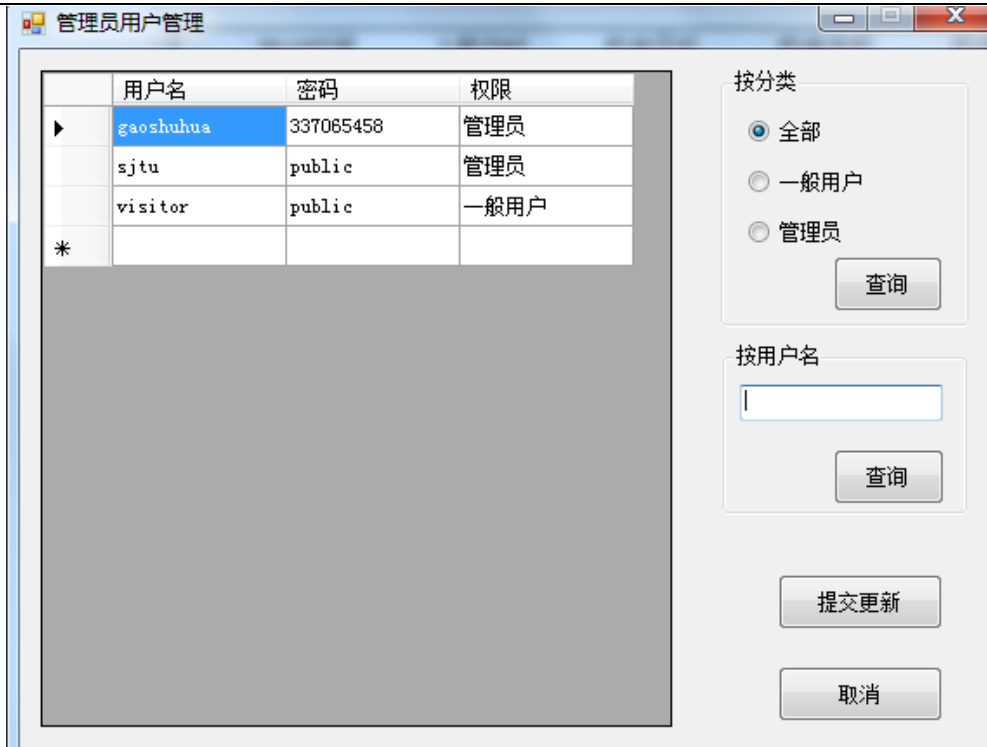 管理员用户管理
用户名 密码 权限
gaoshuhua 337065458 管理员
sjtu public 管理员
visitor public 一般用户
按分类
全部
一般用户
管理员
查询
按用户名
查询
提交更新
取消